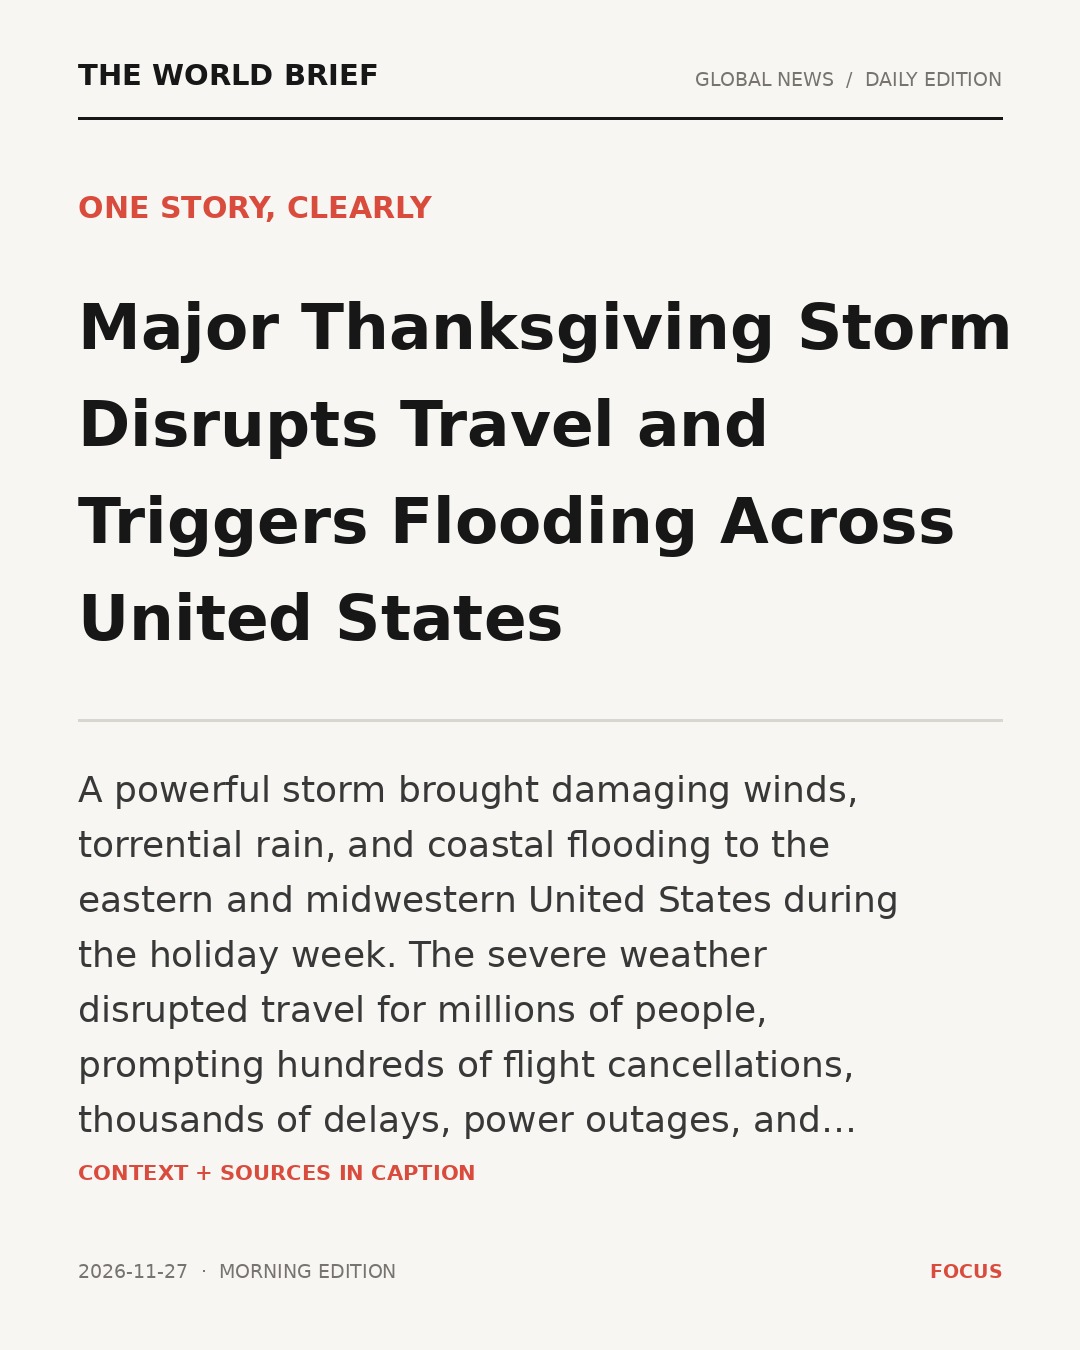 THE WORLD BRIEF
GLOBAL NEWS / DAILY EDITION
ONE STORY, CLEARLY
Major Thanksgiving Storm
Disrupts Travel and
Triggers Flooding Across
United States
A powerful storm brought damaging winds,
torrential rain, and coastal flooding to the
eastern and midwestern United States during
the holiday week. The severe weather
disrupted travel for millions of people,
prompting hundreds of flight cancellations,
thousands of delays, power outages, and...
CONTEXT + SOURCES IN CAPTION
2026-11-27 · MORNING EDITION
FOCUS